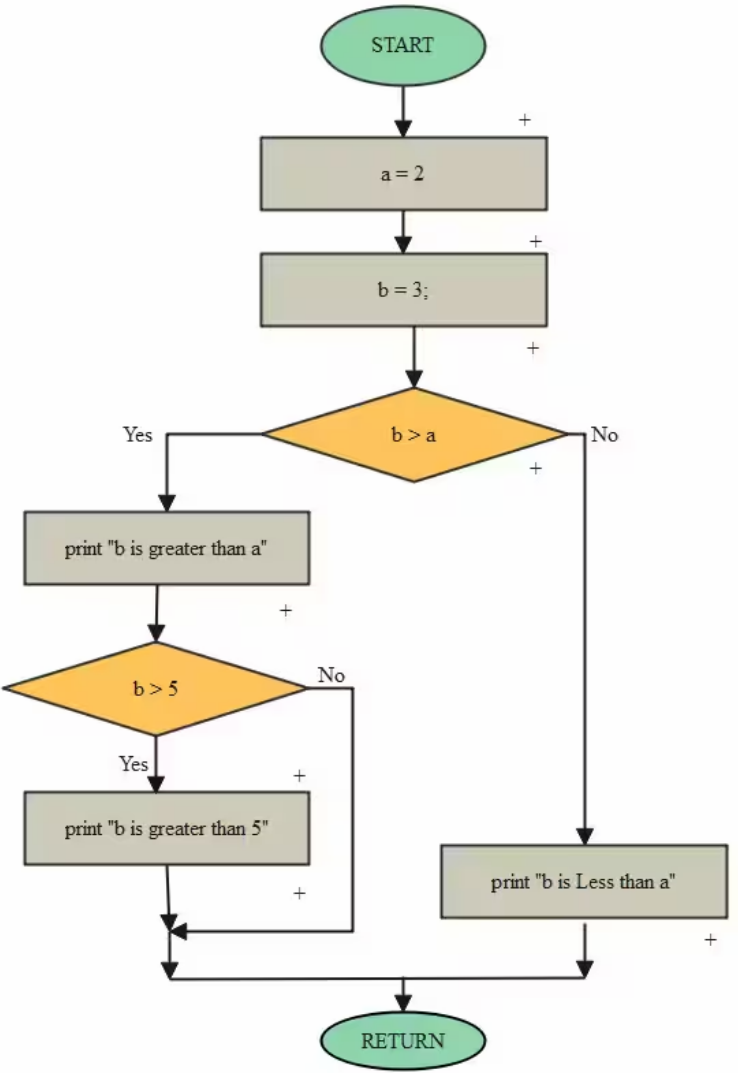 START
+
a = 2
+
b = 3;
+
b > a
Yes
No
+
print "b is greater than a"
+
b > 5
No
Yes
+
print "b is greater than 5"
+
print "b is Less than a"
+
RETURN